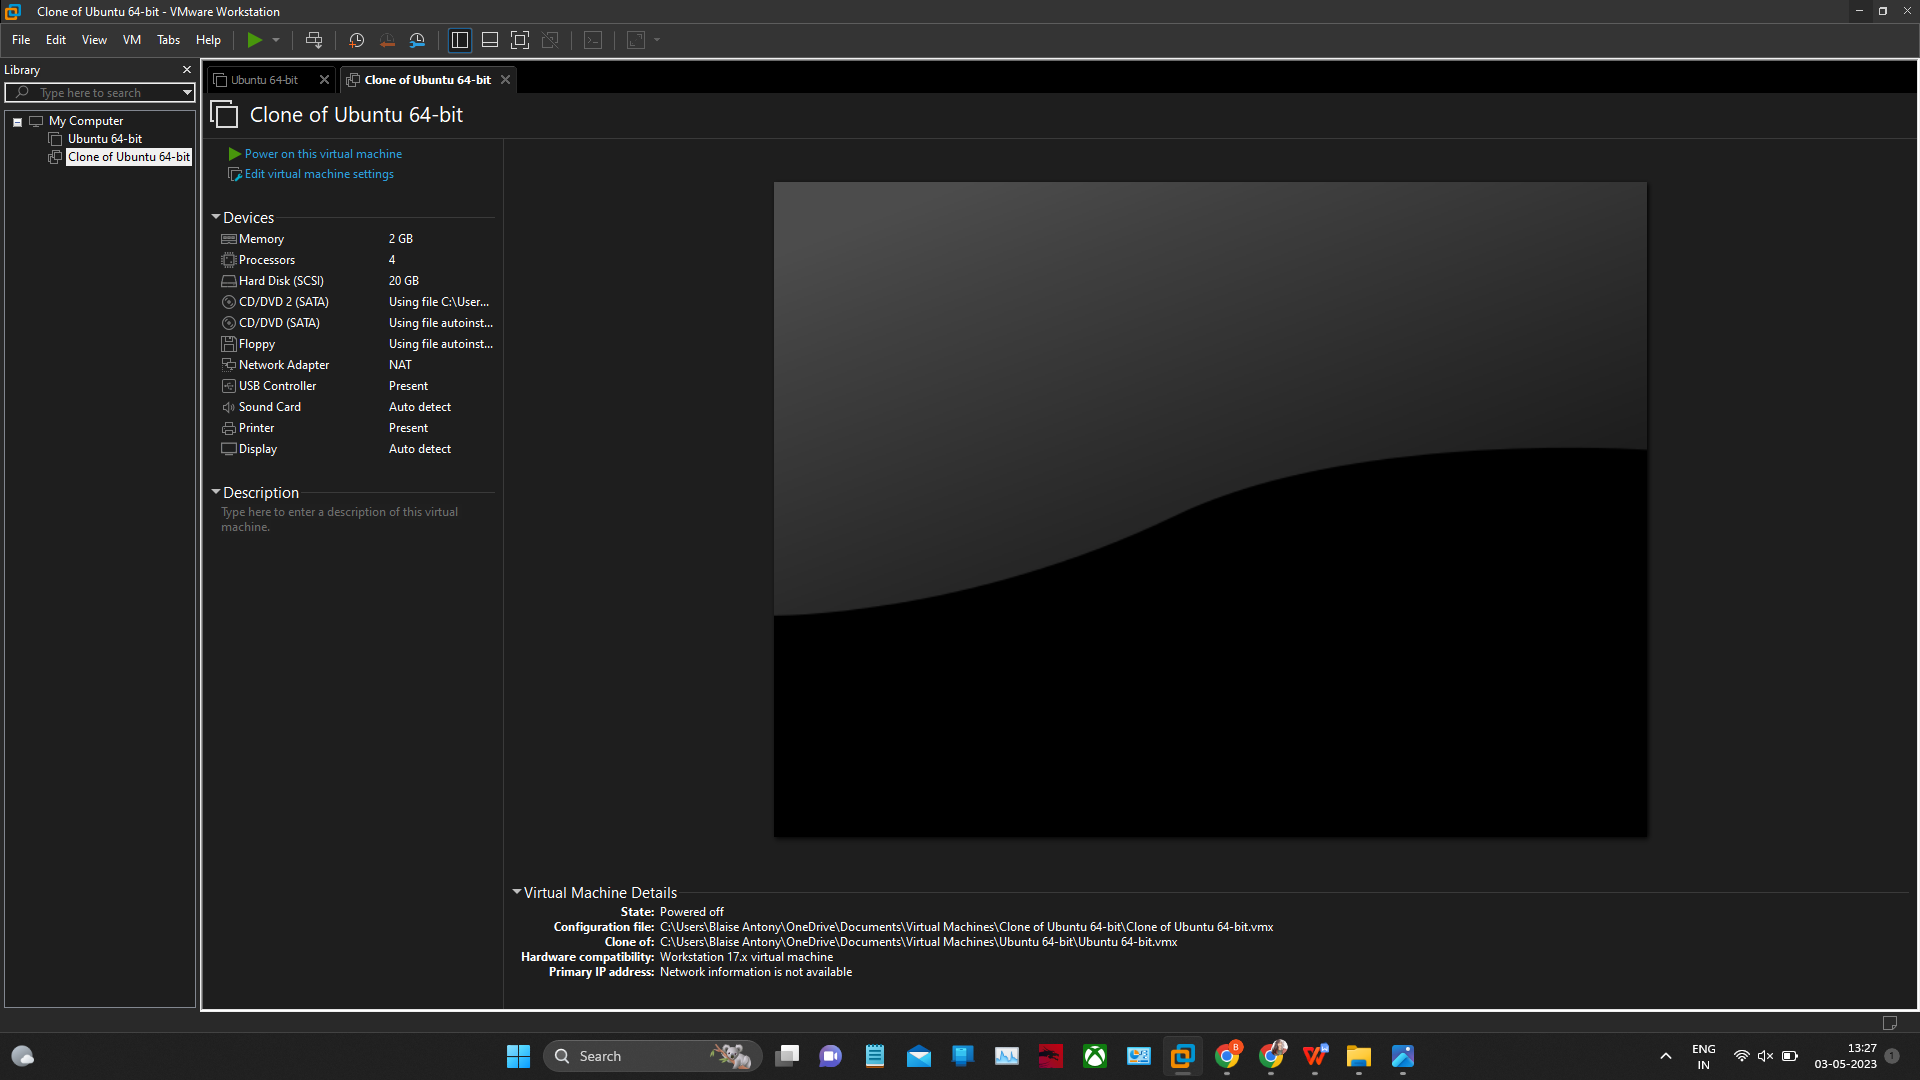 Clone of Ubuntu 64-bit - VMware Workstation
File Edit View VM Tabs Help
Library
Type here to search
My Computer
Ubuntu 64-bit
Clone of Ubuntu 64-bit
Ubuntu 64-bit
Clone of Ubuntu 64-bit
Clone of Ubuntu 64-bit
Power on this virtual machine
Edit virtual machine settings
Devices
Memory 2 GB
Processors 4
Hard Disk (SCSI) 20 GB
CD/DVD 2 (SATA) Using file C:\User...
CD/DVD (SATA) Using file autoinst...
Floppy Using file autoinst...
Network Adapter NAT
USB Controller Present
Sound Card Auto detect
Printer Present
Display Auto detect
Description
Type here to enter a description of this virtual
machine.
Virtual Machine Details
State: Powered off
Configuration file: C:\Users\Blaise Antony\OneDrive\Documents\Virtual Machines\Clone of Ubuntu 64-bit\Clone of Ubuntu 64-bit.vmx
Clone of: C:\Users\Blaise Antony\OneDrive\Documents\Virtual Machines\Ubuntu 64-bit\Ubuntu 64-bit.vmx
Hardware compatibility: Workstation 17.x virtual machine
Primary IP address: Network information is not available
Search
B
W
ENG
IN
13:27
03-05-2023
1